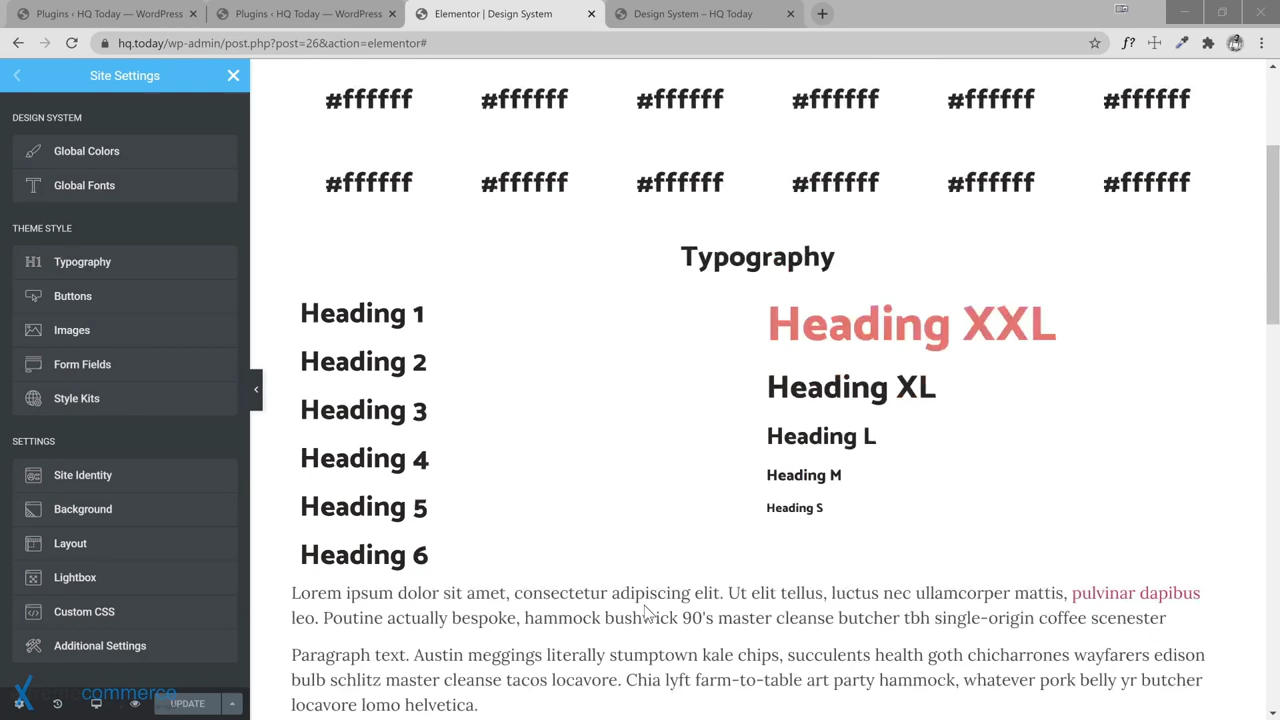 Plugins ‹ HQ Today — WordPress
Plugins ‹ HQ Today — WordPress
Elementor | Design System
Design System – HQ Today
hq.today/wp-admin/post.php?post=26&action=elementor#
Site Settings
DESIGN SYSTEM
Global Colors
Global Fonts
THEME STYLE
H1 Typography
Buttons
Images
Form Fields
Style Kits
SETTINGS
Site Identity
Background
Layout
Lightbox
Custom CSS
Additional Settings
UPDATE
#ffffff #ffffff #ffffff #ffffff #ffffff #ffffff
#ffffff #ffffff #ffffff #ffffff #ffffff #ffffff
Typography
Heading 1
Heading 2
Heading 3
Heading 4
Heading 5
Heading 6
Heading XXL
Heading XL
Heading L
Heading M
Heading S
Lorem ipsum dolor sit amet, consectetur adipiscing elit. Ut elit tellus, luctus nec ullamcorper mattis, pulvinar dapibus
leo. Poutine actually bespoke, hammock bushwick 90's master cleanse butcher tbh single-origin coffee scenester
Paragraph text. Austin meggings literally stumptown kale chips, succulents health goth chicharrones wayfarers edison
bulb schlitz master cleanse tacos locavore. Chia lyft farm-to-table art party hammock, whatever pork belly yr butcher
locavore lomo helvetica.